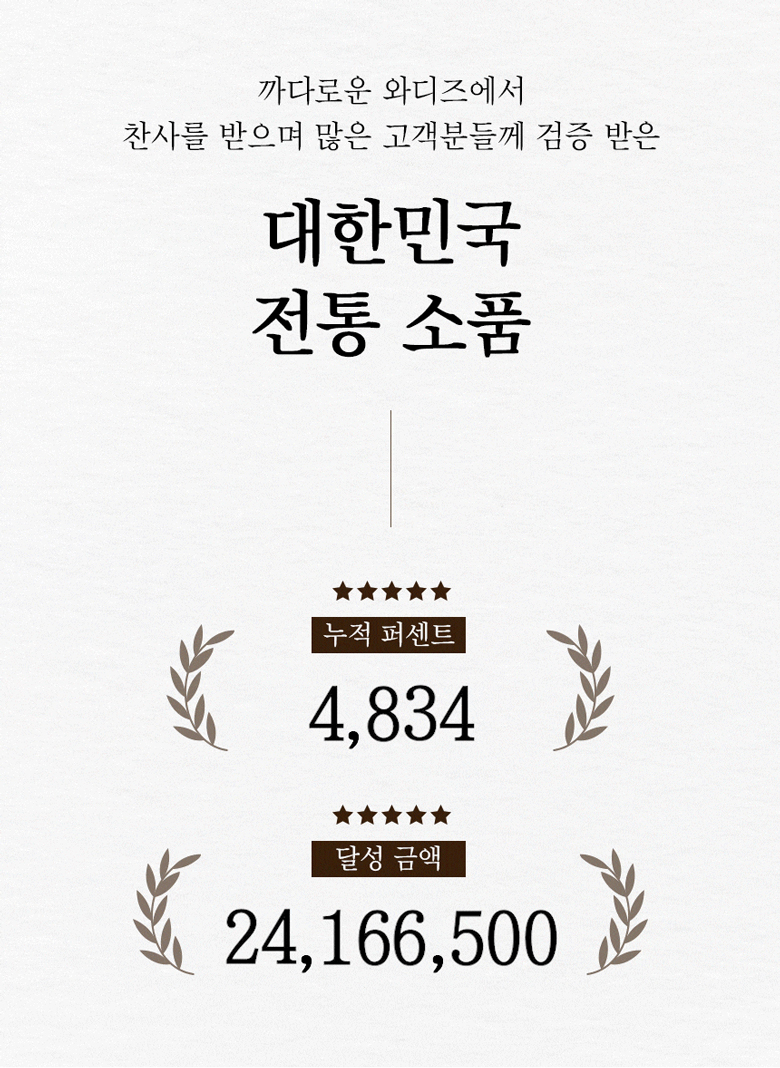 까다로운 와디즈에서
찬사를 받으며 많은 고객분들께 검증 받은
대한민국
전통 소품
누적 퍼센트
4,834
달성 금액
24,166,500